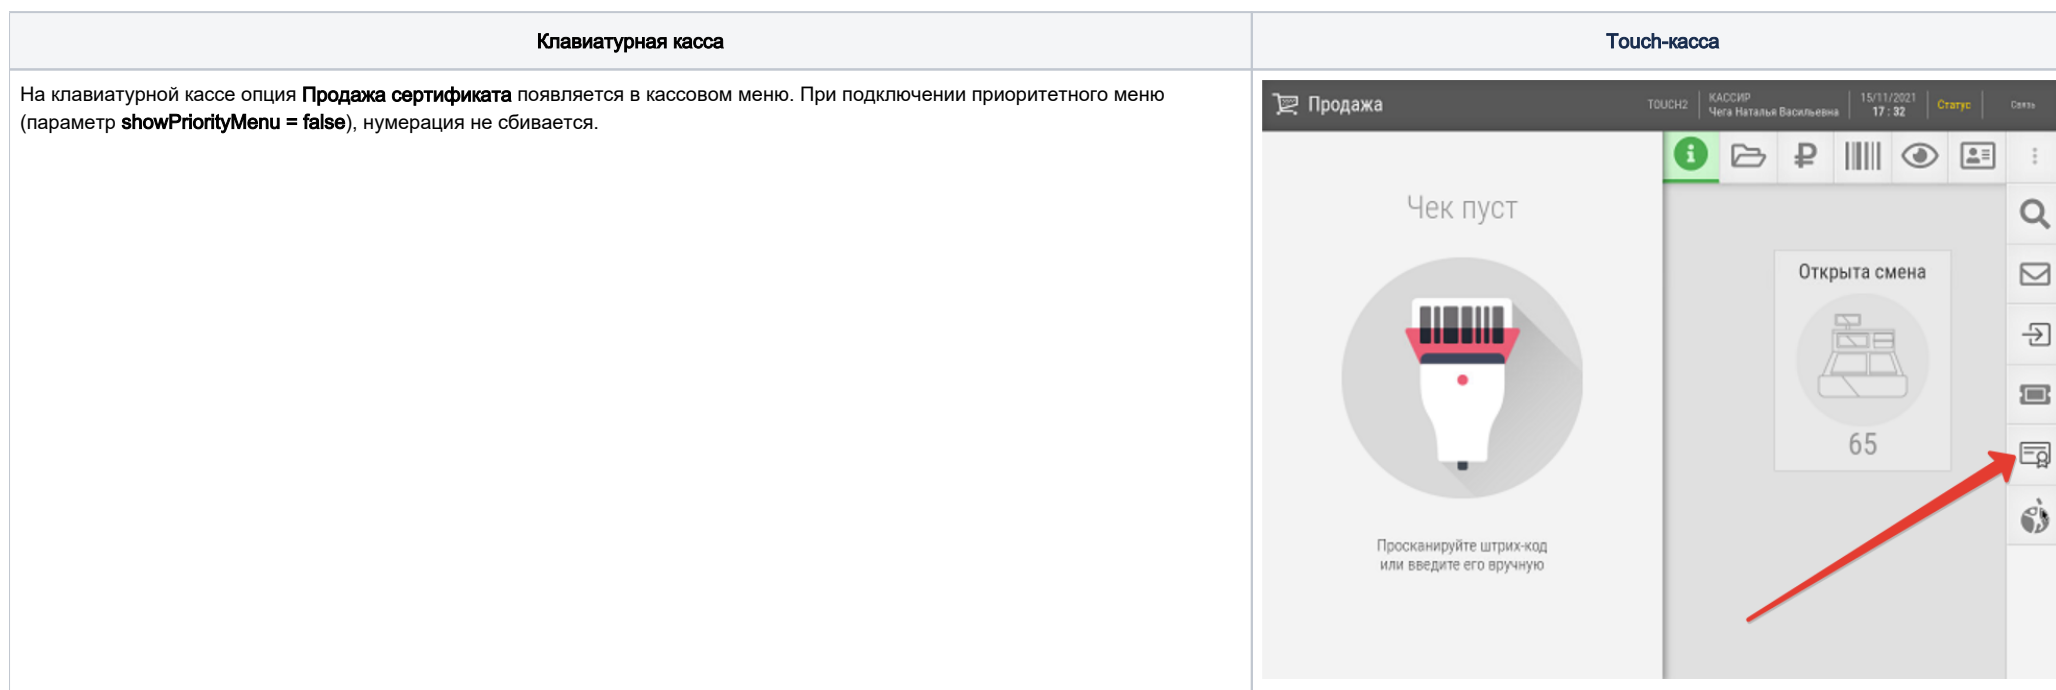 Клавиатурная касса
Touch-касса
На клавиатурной кассе опция Продажа сертификата появляется в кассовом меню. При подключении приоритетного меню
(параметр showPriorityMenu = false), нумерация не сбивается.
Продажа
TOUCH2
КАССИР
Чега Наталья Васильевна
15/11/2021
17 : 32
Статус
Связь
Чек пуст
Открыта смена
65
Просканируйте штрих-код
или введите его вручную